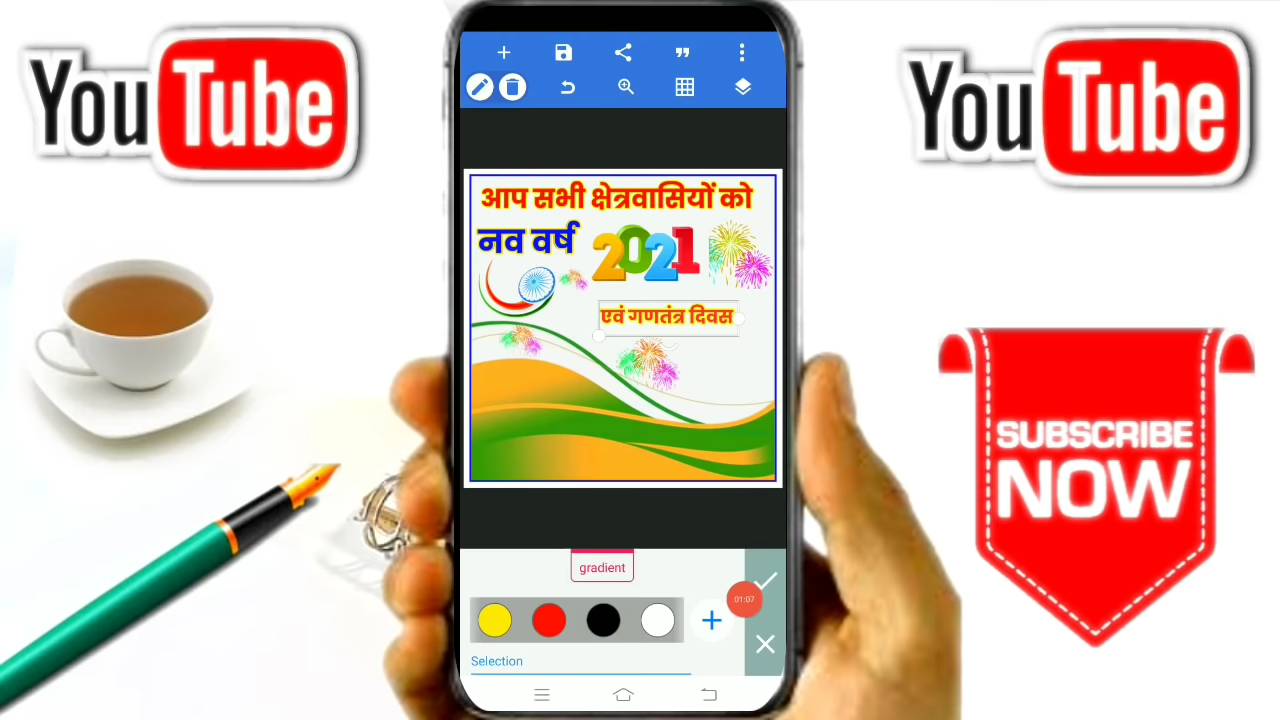 YouTube
YouTube
आप सभी क्षेत्रवासियों को
नव वर्ष 2021
एवं गणतंत्र दिवस
gradient
01:07
Selection
SUBSCRIBE
NOW